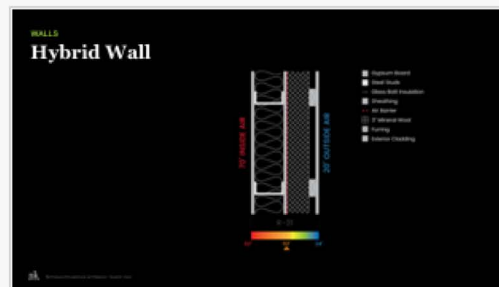 WALLS
Hybrid Wall
70° INSIDE AIR
20° OUTSIDE AIR
Gypsum Board
Steel Studs
Glass Batt Insulation
Sheathing
Air Barrier
3" Mineral Wool
Furring
Exterior Cladding